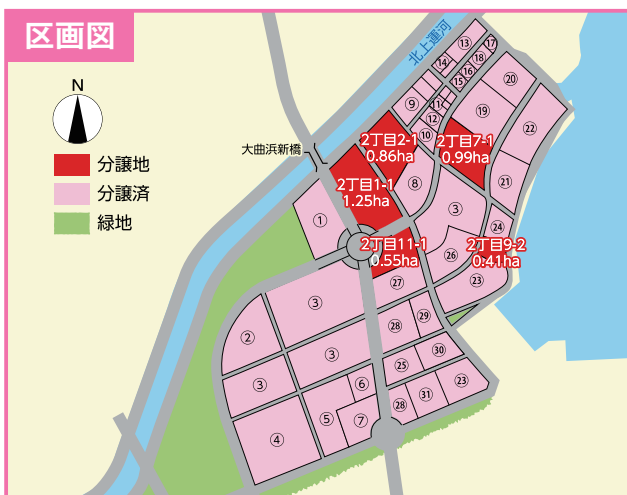 区画図
N
分譲地
分譲済
緑地
北上運河
大曲浜新橋
⑬
⑰
⑭
⑱
⑯
⑮
⑳
⑨
⑪
⑫
⑩
⑲
㉒
2丁目2-1
0.86ha
2丁目7-1
0.99ha
2丁目1-1
1.25ha
⑧
㉑
①
③
㉔
2丁目11-1
0.55ha
2丁目9-2
0.41ha
㉖
㉗
㉓
③
②
㉘
㉙
③
③
㉕
㉚
⑥
④
⑤
⑦
㉘
㉛
㉓